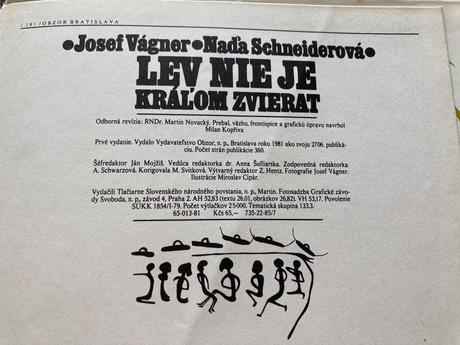 / 1981 / OBZOR BRATISLAVA
•Josef Vágner•Naďa Schneiderová•
LEV NIE JE
KRÁĽOM ZVIERAT
Odborná revízia: RNDr. Martin Novacký. Prebal, väzbu, frontispice a grafickú úpravu navrhol
Milan Kopřiva
Prvé vydanie. Vydalo Vydavateľstvo Obzor, n. p., Bratislava roku 1981 ako svoju 2706. publiká-
ciu. Počet strán publikácie 360.
Šéfredaktor Ján Mojžiš. Vedúca redaktorka dr. Anna Šufliarska. Zodpovedná redaktorka
A. Schwarzová. Korigovala M. Svitková. Výtvarný redaktor Z. Hentz. Fotografie Josef Vágner.
Ilustrácie Miroslav Cipár.
Vytlačili Tlačiarne Slovenského národného povstania, n. p., Martin. Fotosadzba Grafické závo-
dy Svoboda, n. p., závod 4, Praha 2. AH 52,83 (textu 26,01, obrázkov 26,82). VH 53,17. Povolenie
SÚKK 1854/I-79. Počet výtlačkov 25 000. Tematická skupina 133.3.
65-013-81 Kčs 65,— 735-22-85/7